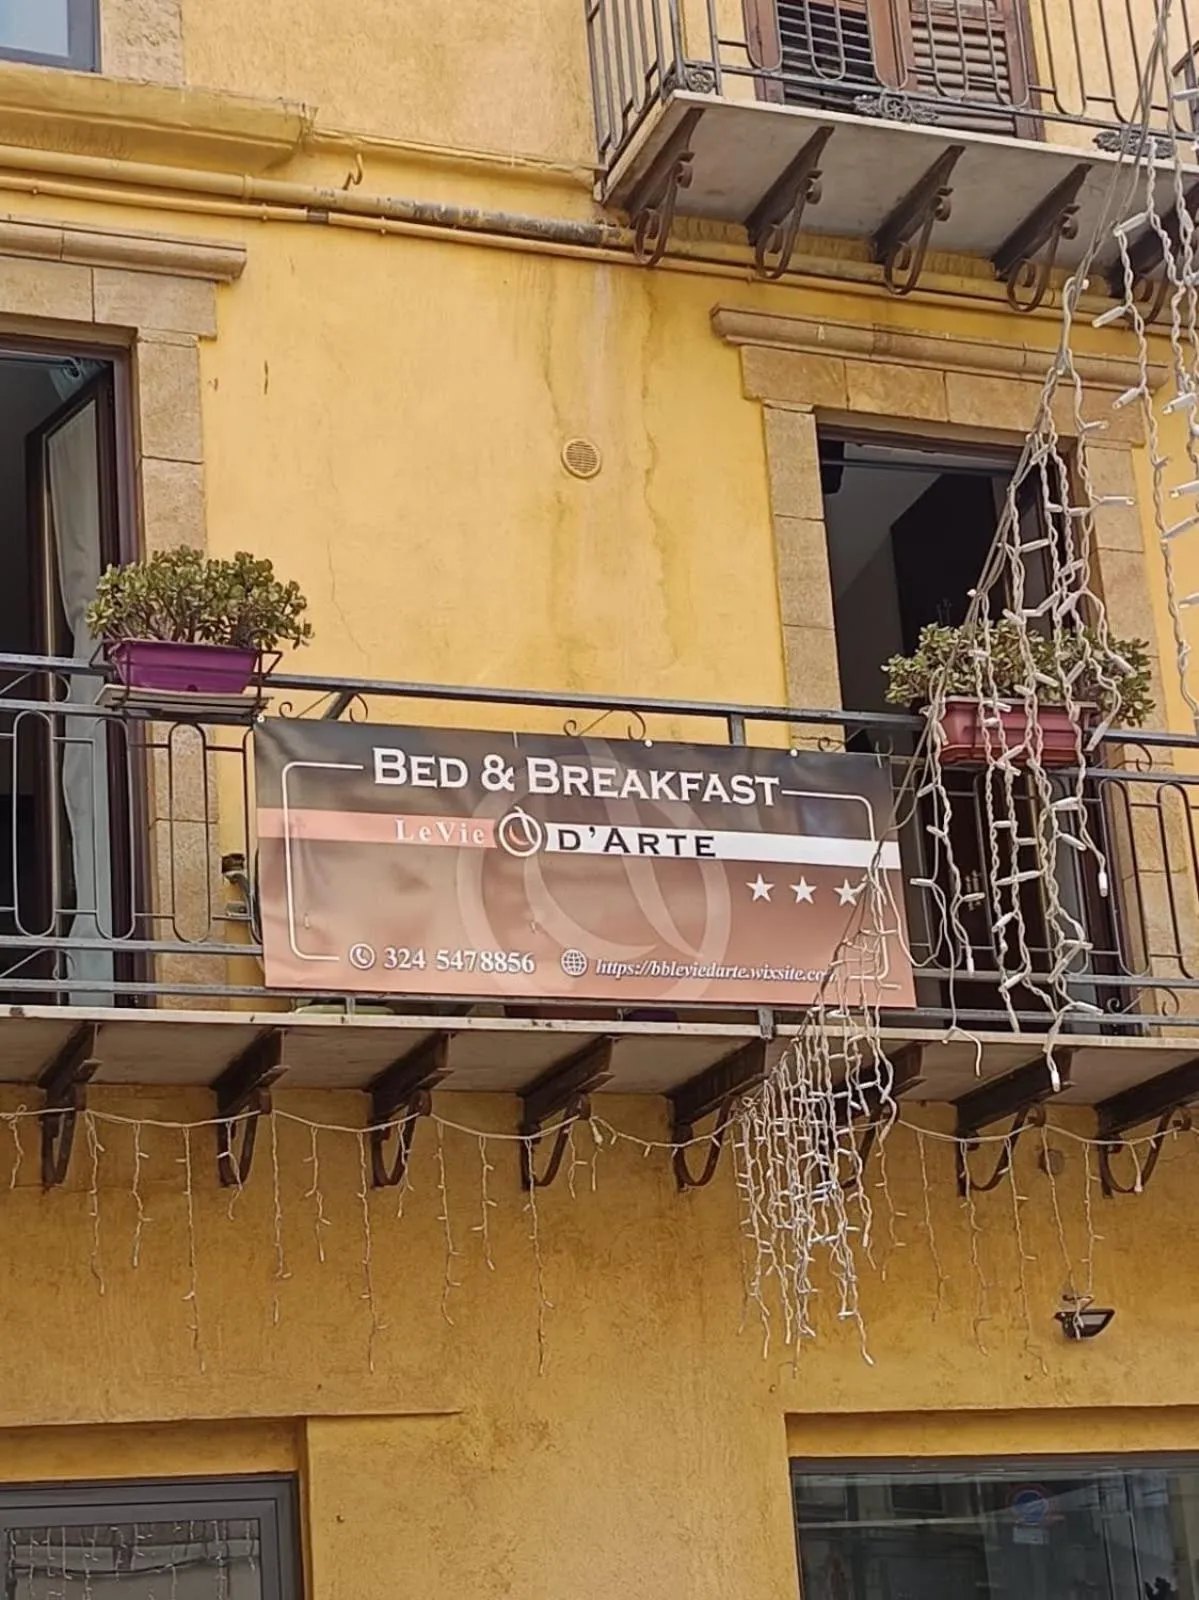 BED & BREAKFAST
LeVie D'ARTE
324 5478856 https://bbleviedarte.wixsite.co